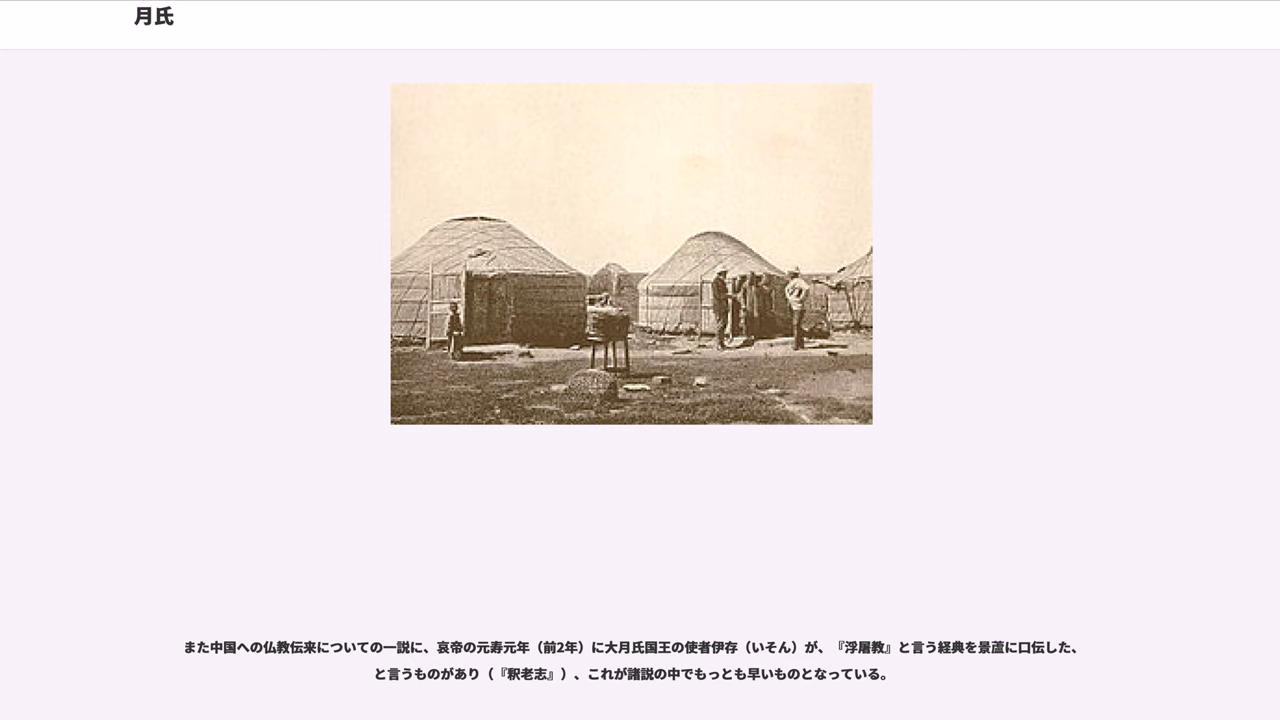 月氏
また中国への仏教伝来についての一説に、哀帝の元寿元年（前2年）に大月氏国王の使者伊存（いそん）が、『浮屠教』と言う経典を景蘆に口伝した、
と言うものがあり（『釈老志』）、これが諸説の中でもっとも早いものとなっている。